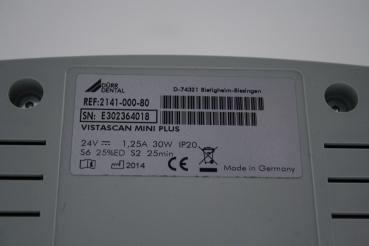 DÜRR
DENTAL
D-74321 Bietigheim-Bissingen
REF:2141-000-80
SN: E302364018
VISTASCAN MINI PLUS
24V ⎓ 1,25A 30W IP20
S6 25%ED S2 25min
2014 CE Made in Germany